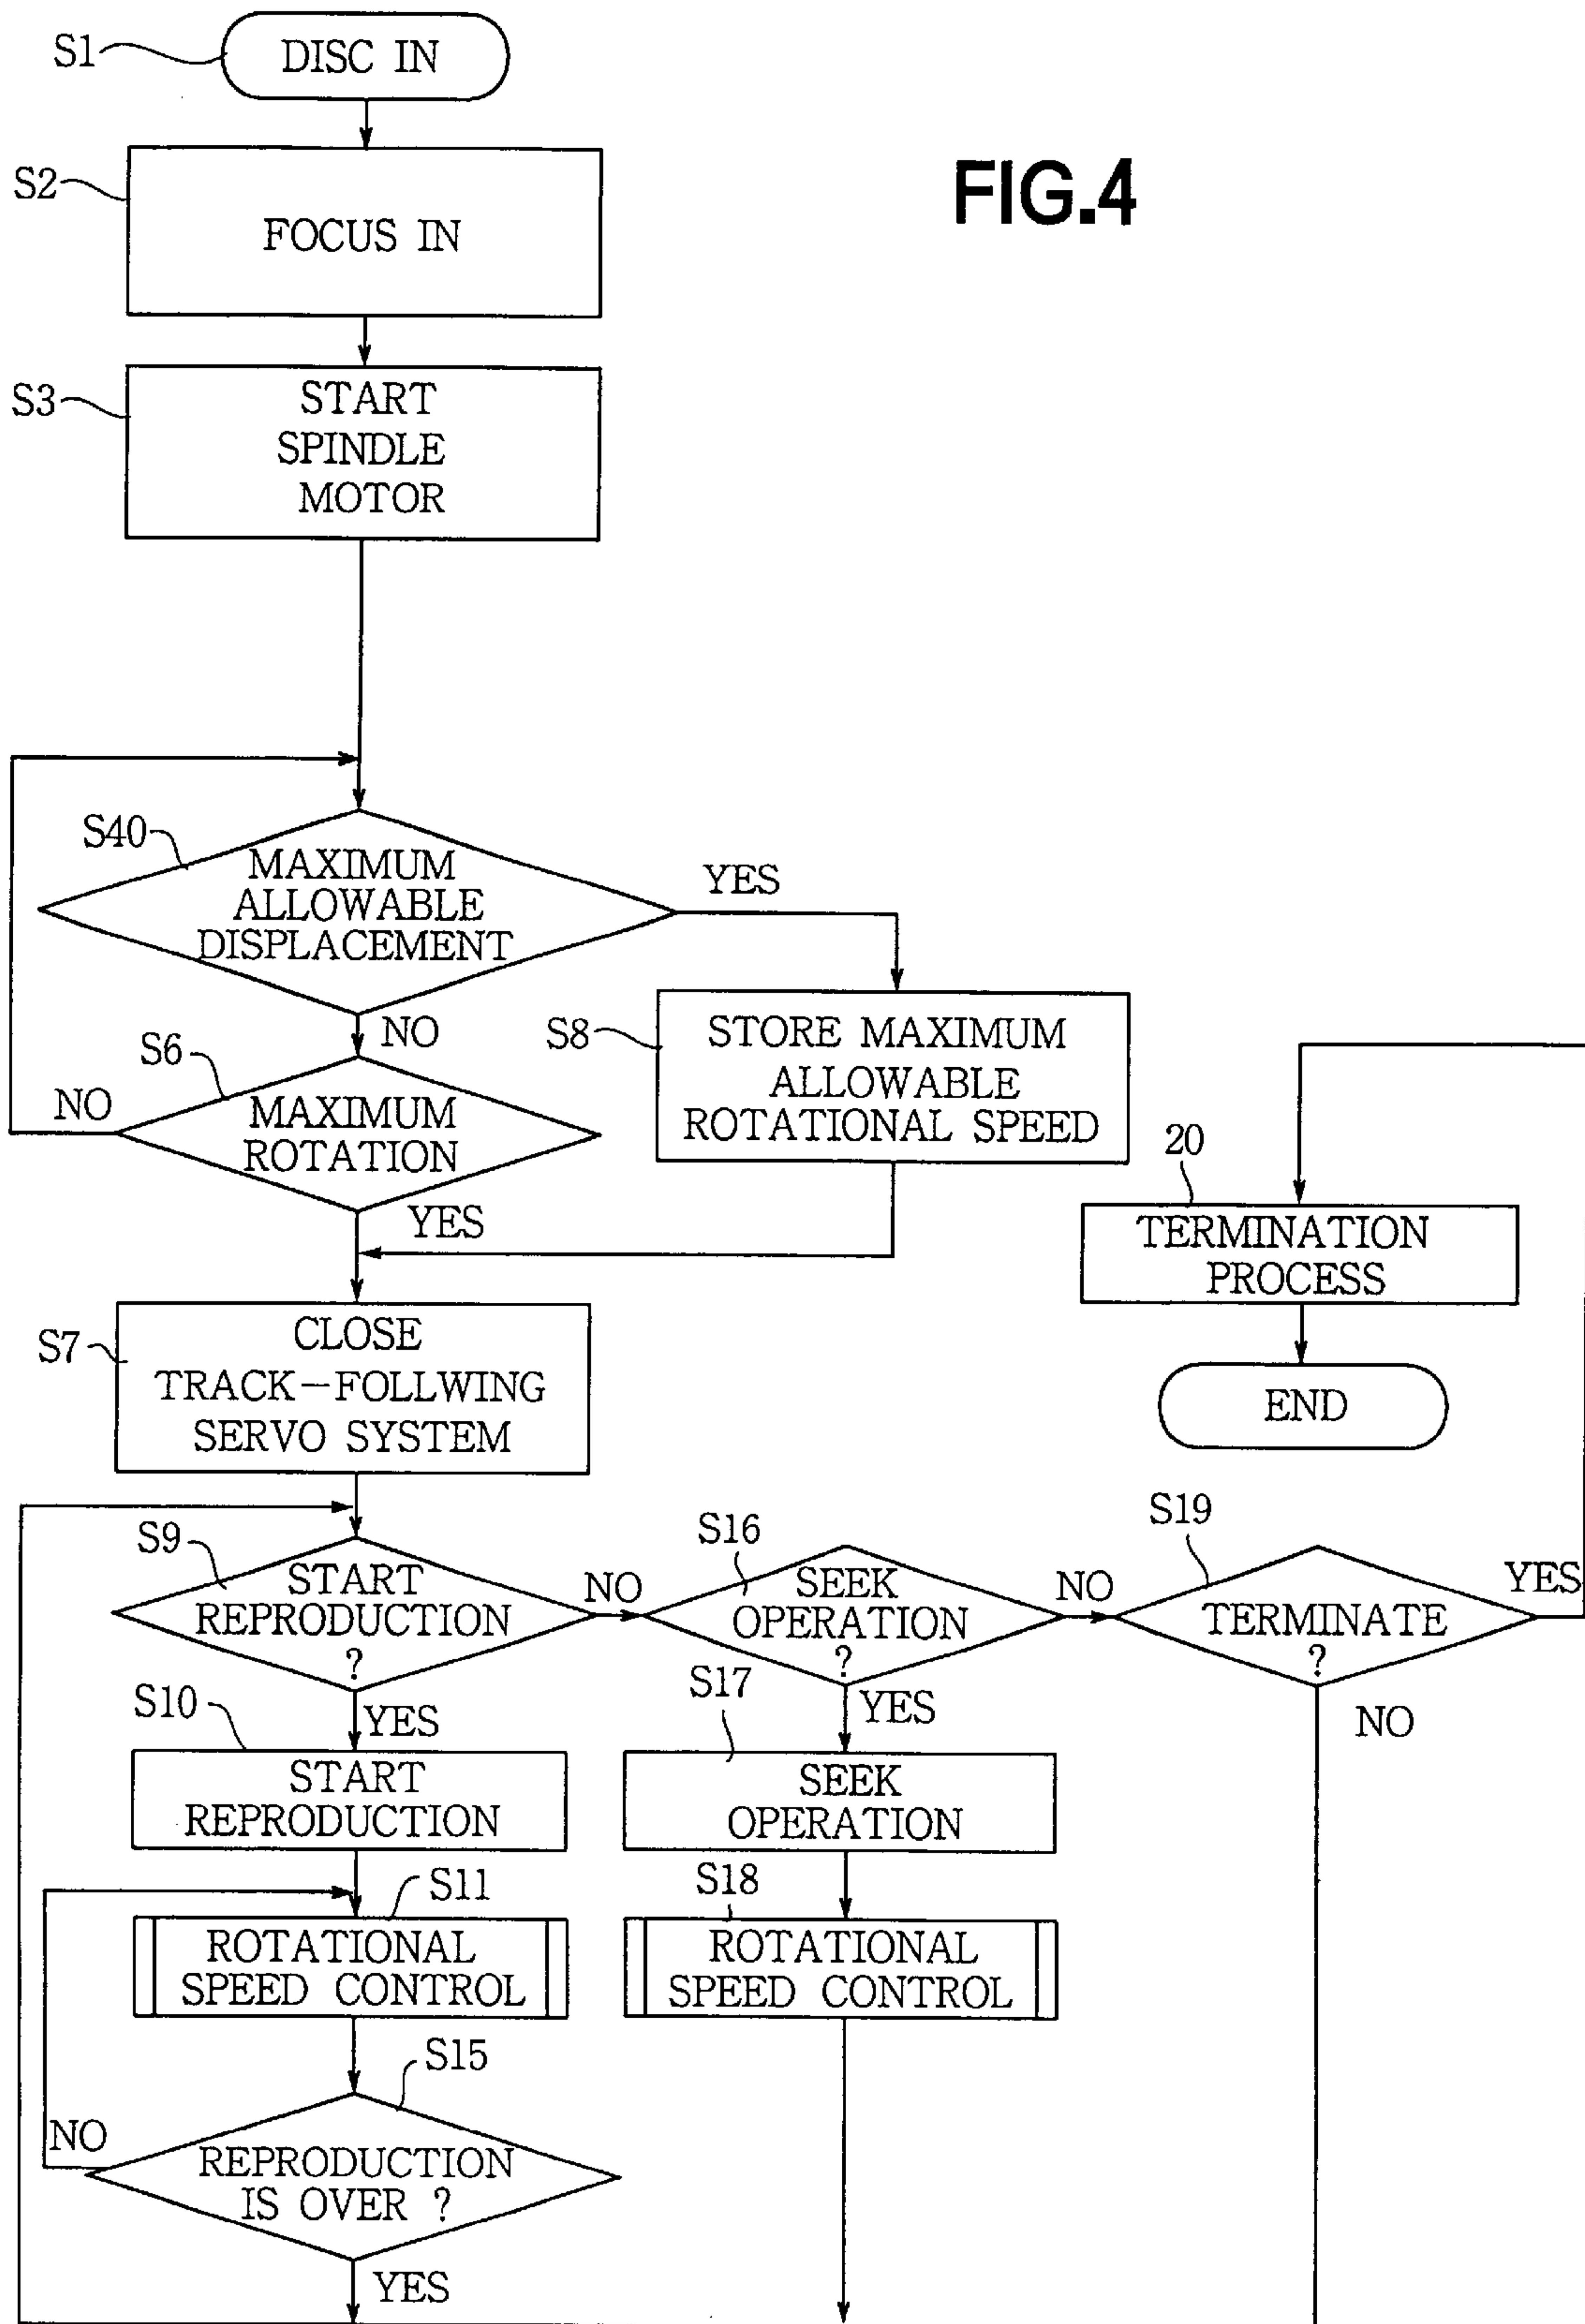 S1
DISC IN
FIG.4
S2
FOCUS IN
S3
START
SPINDLE
MOTOR
S40
MAXIMUM
ALLOWABLE
DISPLACEMENT
YES
NO
S8
STORE MAXIMUM
ALLOWABLE
ROTATIONAL SPEED
S6
NO
MAXIMUM
ROTATION
YES
20
TERMINATION
PROCESS
END
S7
CLOSE
TRACK-FOLLWING
SERVO SYSTEM
S9
START
REPRODUCTION
?
NO
S16
SEEK
OPERATION
?
NO
S19
TERMINATE
?
YES
NO
S10
YES
START
REPRODUCTION
S17
YES
SEEK
OPERATION
S11
ROTATIONAL
SPEED CONTROL
S18
ROTATIONAL
SPEED CONTROL
S15
NO
REPRODUCTION
IS OVER ?
YES